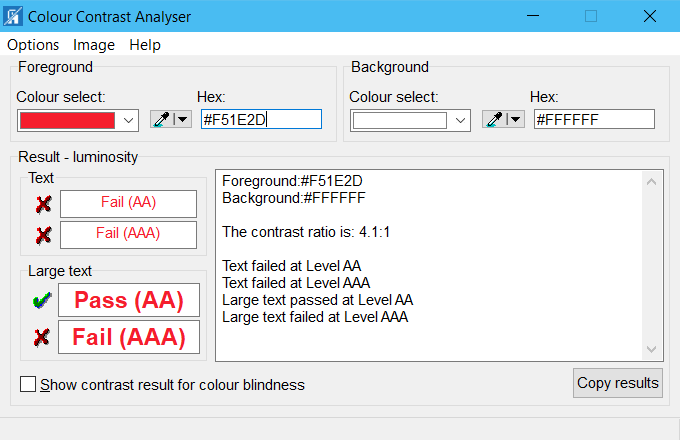 Colour Contrast Analyser
Options Image Help
Foreground
Colour select: Hex:
#F51E2D
Background
Colour select: Hex:
#FFFFFF
Result - luminosity
Text
Fail (AA)
Fail (AAA)
Large text
Pass (AA)
Fail (AAA)
Foreground:#F51E2D
Background:#FFFFFF
The contrast ratio is: 4.1:1
Text failed at Level AA
Text failed at Level AAA
Large text passed at Level AA
Large text failed at Level AAA
Show contrast result for colour blindness
Copy results